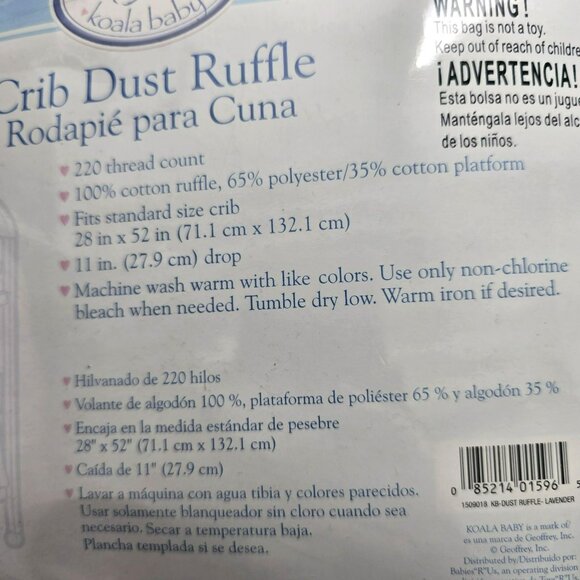 koala baby
WARNING!
This bag is not a toy.
Keep out of reach of childre
¡ADVERTENCIA!
Esta bolsa no es un jugue
Manténgala lejos del alc
de los niños.
Crib Dust Ruffle
Rodapié para Cuna
220 thread count
100% cotton ruffle, 65% polyester/35% cotton platform
Fits standard size crib
28 in x 52 in (71.1 cm x 132.1 cm)
11 in. (27.9 cm) drop
Machine wash warm with like colors. Use only non-chlorine
bleach when needed. Tumble dry low. Warm iron if desired.
Hilvanado de 220 hilos
Volante de algodón 100 %, plataforma de poliéster 65 % y algodón 35 %
Encaja en la medida estándar de pesebre
28" x 52" (71.1 cm x 132.1 cm)
Caída de 11" (27.9 cm)
Lavar a máquina con agua tibia y colores parecidos.
Usar solamente blanqueador sin cloro cuando sea
necesario. Secar a temperatura baja.
Plancha templada si se desea.
0 85214 01596 5
1509018 KB-DUST RUFFLE- LAVENDER
KOALA BABY is a mark of/
es una marca de Geoffrey, Inc.
© Geoffrey, Inc.
Distributed by/Distribuido por:
Babies"R"Us, an operating division